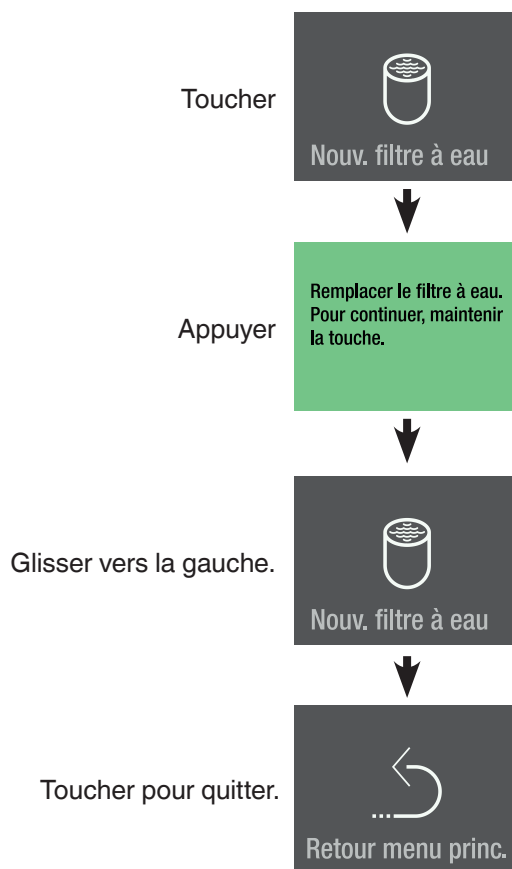 Toucher
Nouv. filtre à eau
Appuyer
Remplacer le filtre à eau.
Pour continuer, maintenir
la touche.
Glisser vers la gauche.
Nouv. filtre à eau
Toucher pour quitter.
Retour menu princ.